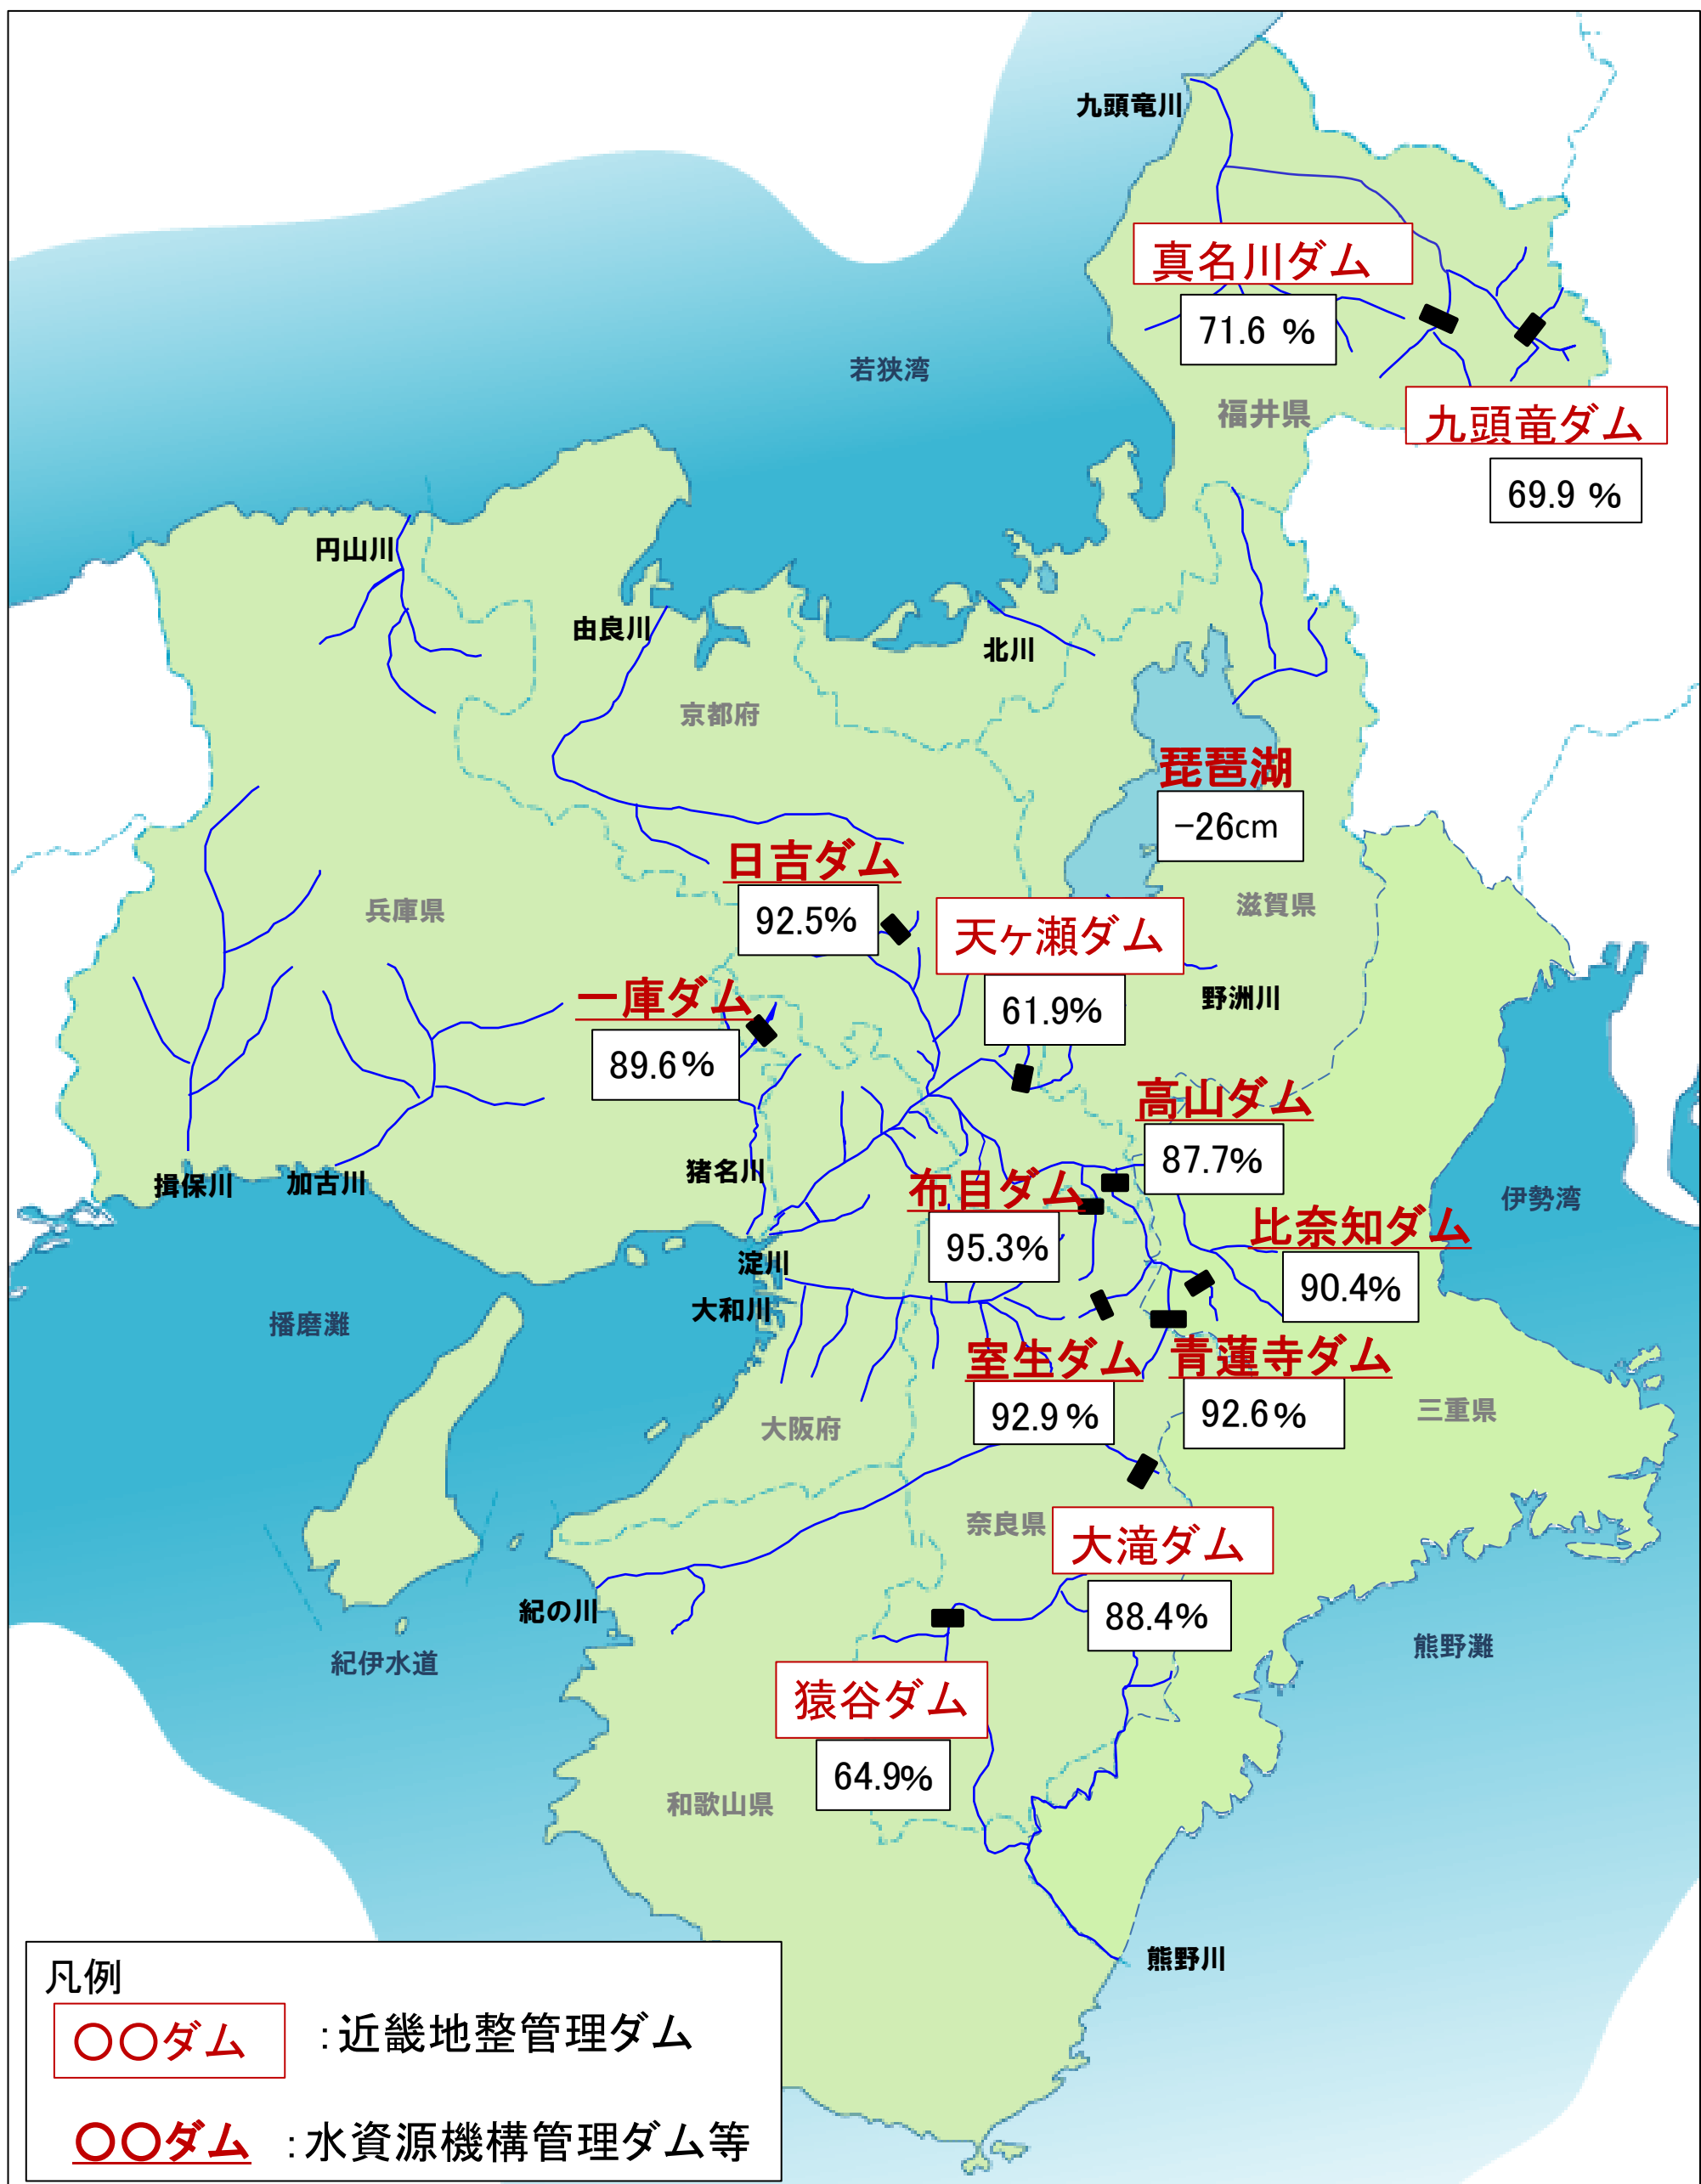 九頭竜川
真名川ダム
71.6 %
若狭湾
福井県
九頭竜ダム
69.9 %
円山川
由良川
北川
京都府
琵琶湖
−26cm
日吉ダム
92.5%
兵庫県
滋賀県
天ヶ瀬ダム
61.9%
野洲川
一庫ダム
89.6%
高山ダム
87.7%
猪名川
揖保川
加古川
布目ダム
95.3%
伊勢湾
比奈知ダム
90.4%
淀川
大和川
播磨灘
室生ダム
92.9%
青蓮寺ダム
92.6%
三重県
大阪府
奈良県
大滝ダム
88.4%
紀の川
紀伊水道
熊野灘
猿谷ダム
64.9%
和歌山県
熊野川
凡例
○○ダム :近畿地整管理ダム
○○ダム :水資源機構管理ダム等